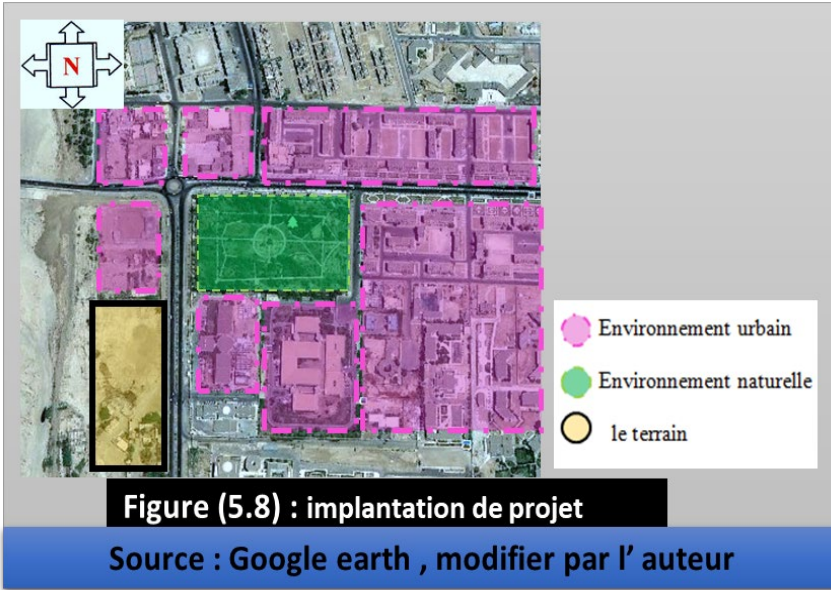 N
Environnement urbain
Environnement naturelle
le terrain
Figure (5.8) : implantation de projet
Source : Google earth , modifier par l' auteur